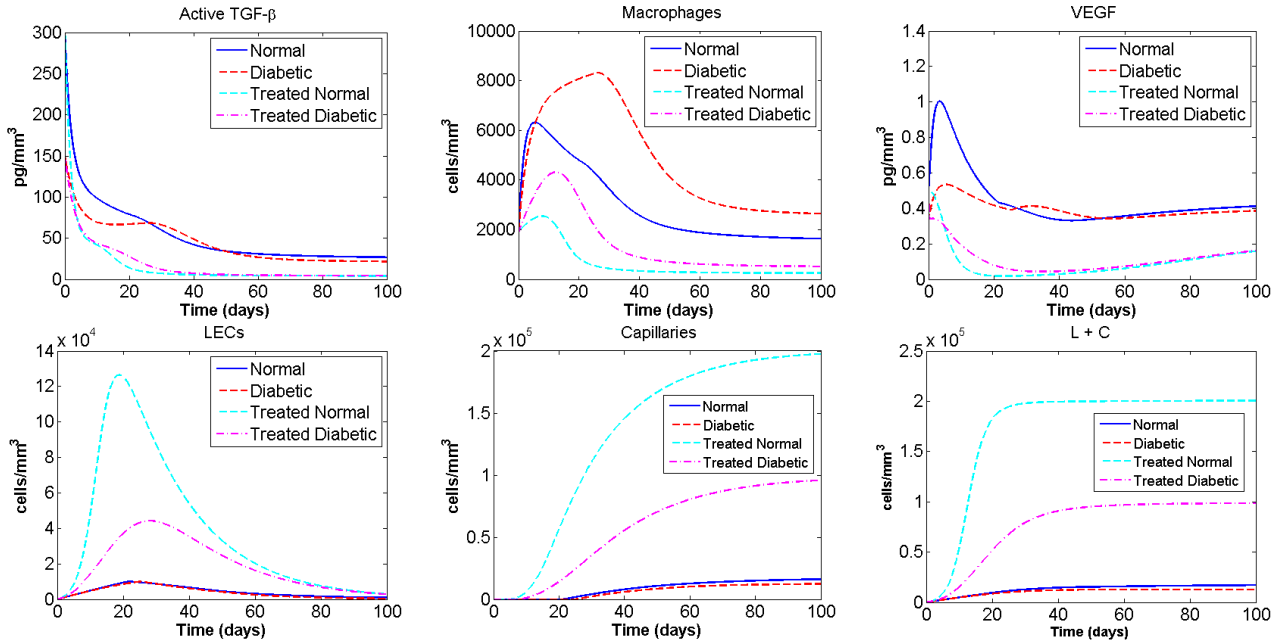 Active TGF-β
300
250
200
150
100
50
0
pg/mm³
0 20 40 60 80 100
Time (days)
Normal
Diabetic
Treated Normal
Treated Diabetic
Macrophages
10000
8000
6000
4000
2000
0
cells/mm³
0 20 40 60 80 100
Time (days)
Normal
Diabetic
Treated Normal
Treated Diabetic
VEGF
1.4
1.2
1
0.8
0.6
0.4
0.2
0
pg/mm³
0 20 40 60 80 100
Time (days)
Normal
Diabetic
Treated Normal
Treated Diabetic
LECs
x 10⁴
14
12
10
8
6
4
2
0
cells/mm³
0 20 40 60 80 100
Time (days)
Normal
Diabetic
Treated Normal
Treated Diabetic
Capillaries
x 10⁵
2
1.5
1
0.5
0
cells/mm³
0 20 40 60 80 100
Time (days)
Normal
Diabetic
Treated Normal
Treated Diabetic
L + C
x 10⁵
2.5
2
1.5
1
0.5
0
cells/mm³
0 20 40 60 80 100
Time (days)
Normal
Diabetic
Treated Normal
Treated Diabetic